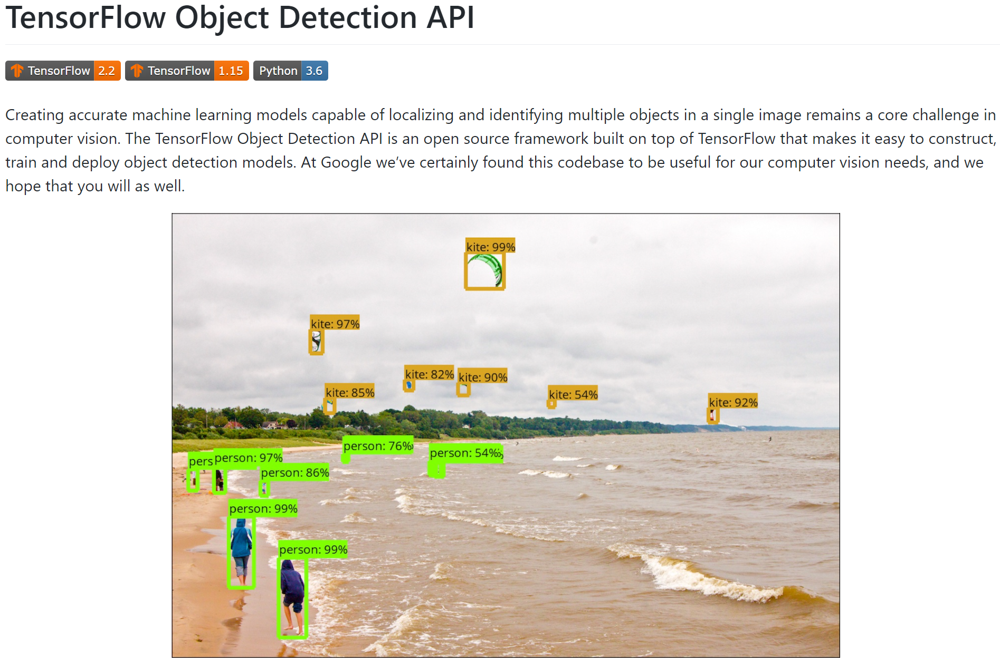 TensorFlow Object Detection API
TensorFlow 2.2 TensorFlow 1.15 Python 3.6
Creating accurate machine learning models capable of localizing and identifying multiple objects in a single image remains a core challenge in
computer vision. The TensorFlow Object Detection API is an open source framework built on top of TensorFlow that makes it easy to construct,
train and deploy object detection models. At Google we’ve certainly found this codebase to be useful for our computer vision needs, and we
hope that you will as well.
kite: 99%
kite: 97%
kite: 82% kite: 90%
kite: 85% kite: 54%
kite: 92%
person: 76%
person: 54%
pers person: 97%
person: 86%
person: 99%
person: 99%